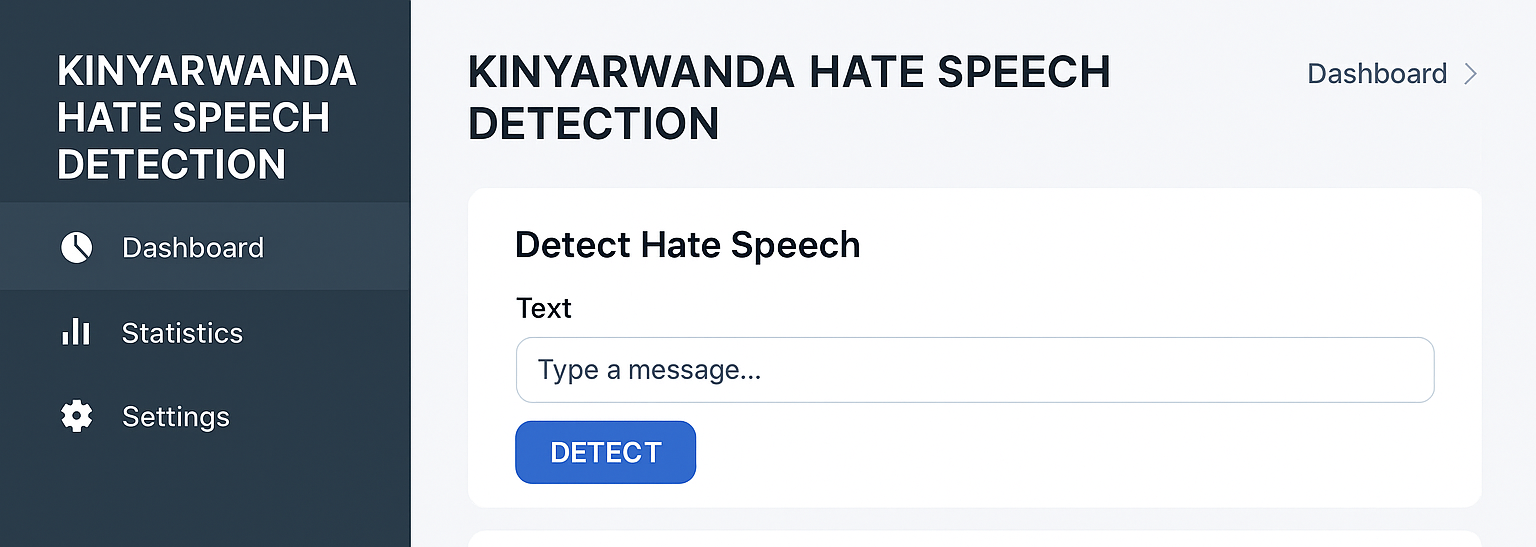 KINYARWANDA
HATE SPEECH
DETECTION
Dashboard
Statistics
Settings
KINYARWANDA HATE SPEECH
DETECTION
Dashboard
Detect Hate Speech
Text
Type a message...
DETECT